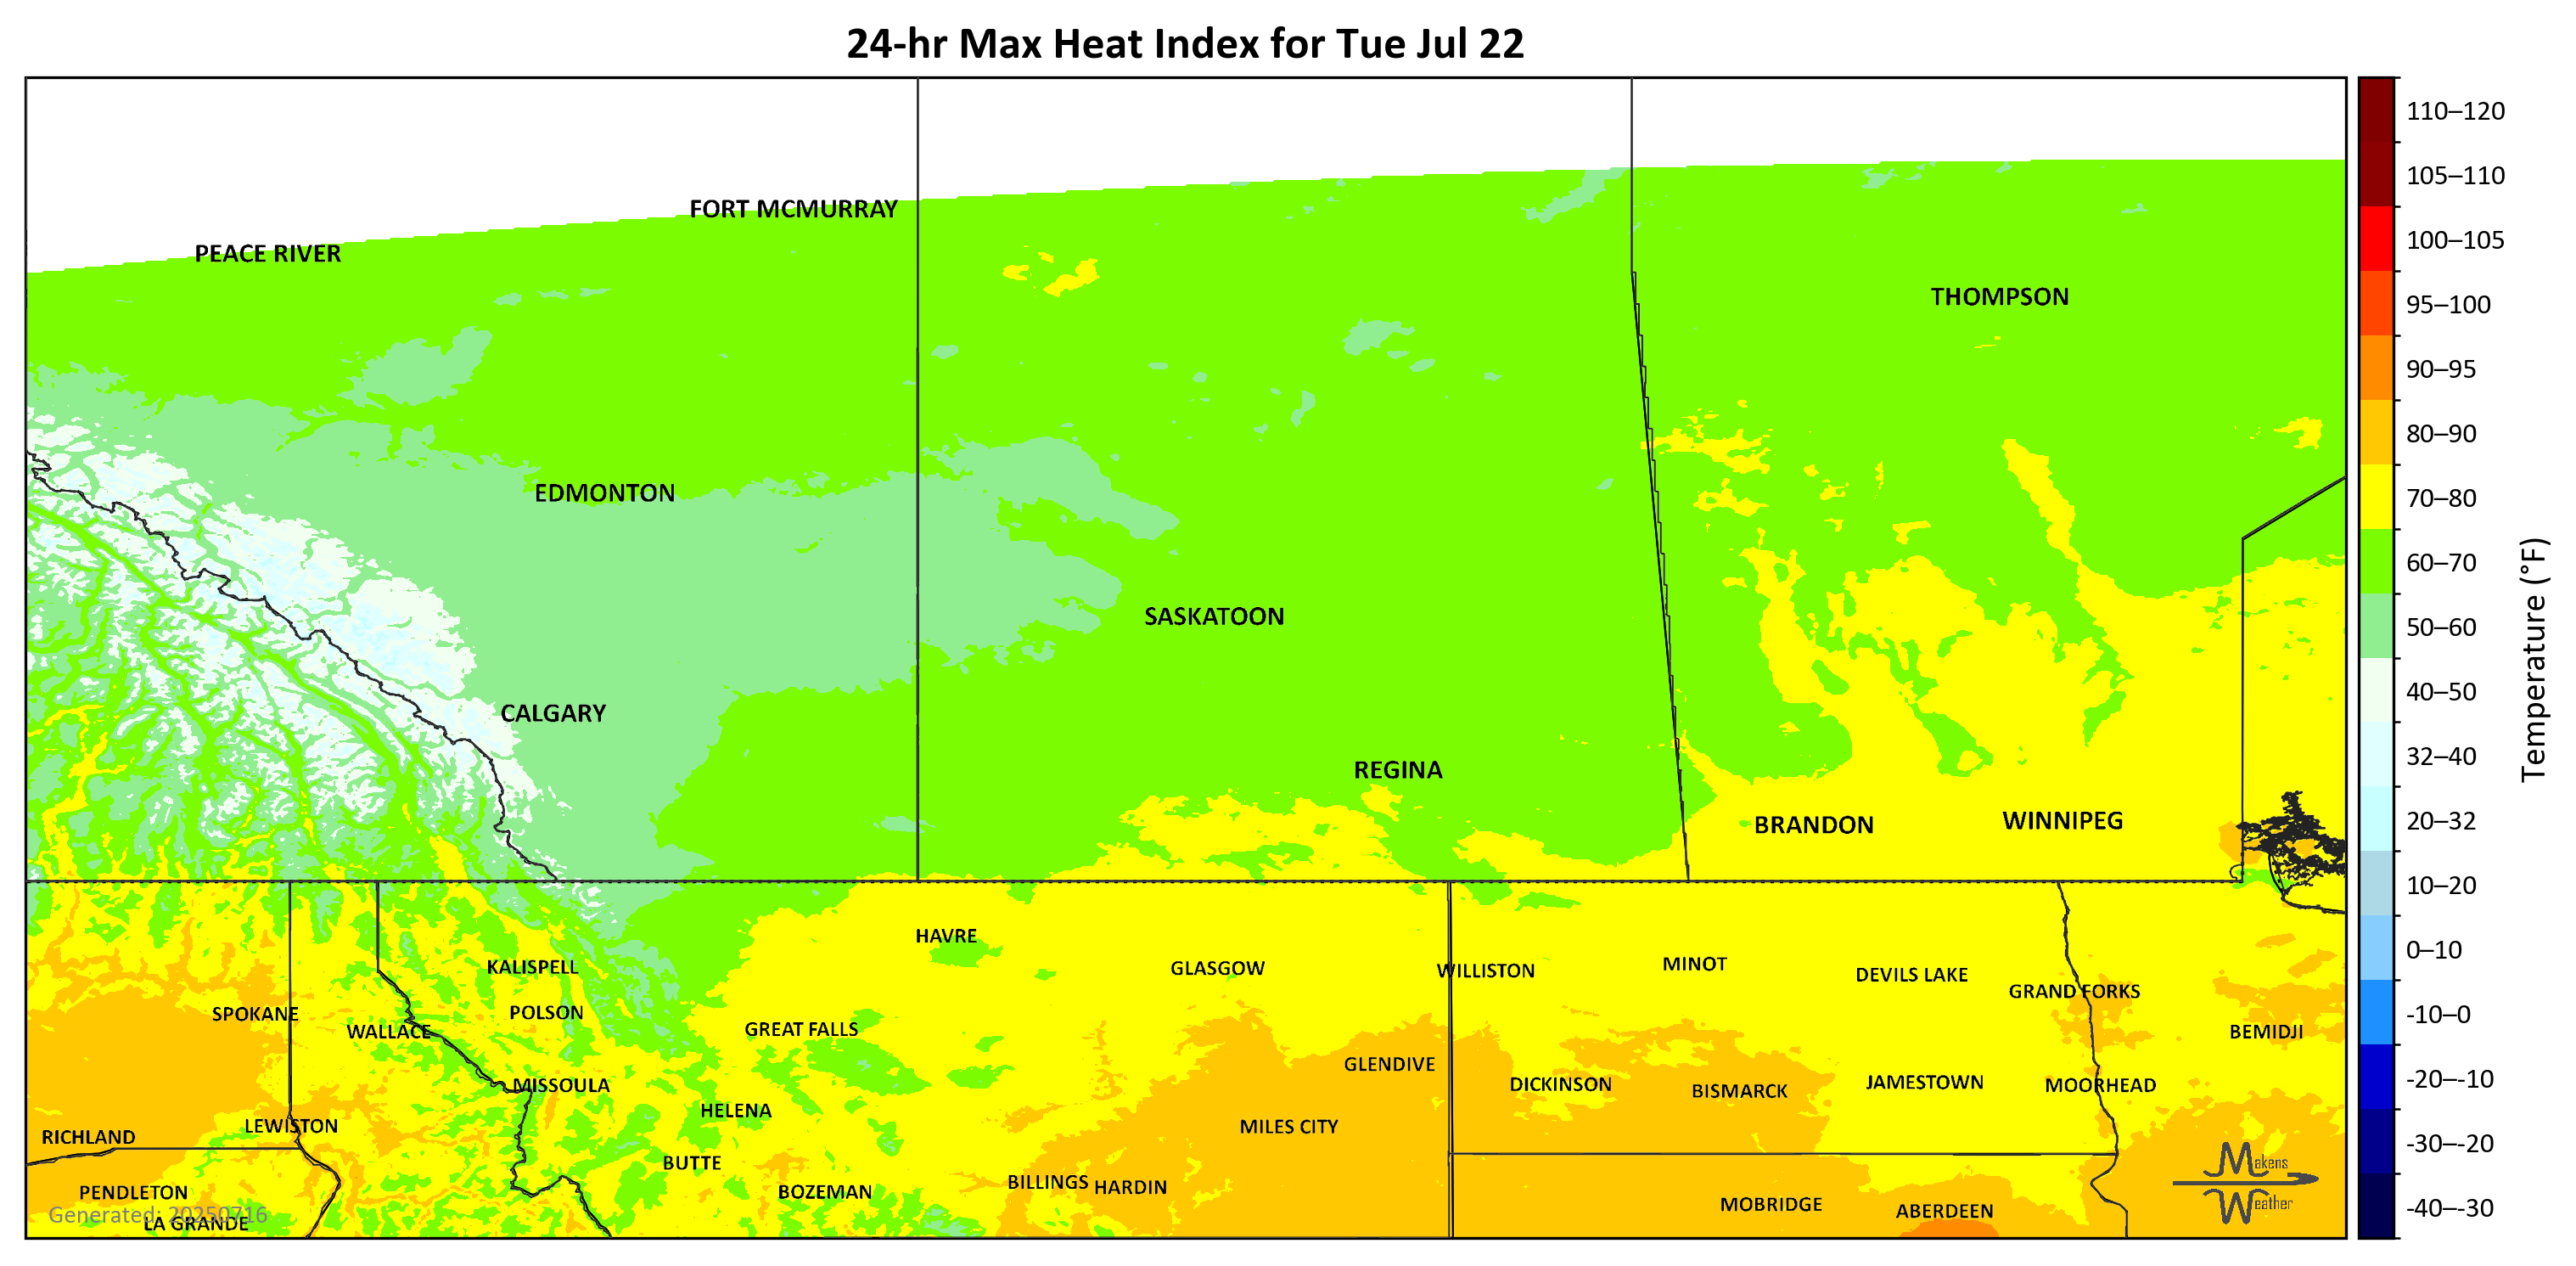 24-hr Max Heat Index for Tue Jul 22
110–120
105–110
100–105
95–100
90–95
80–90
70–80
60–70
50–60
40–50
32–40
20–32
10–20
0–10
-10–0
-20–-10
-30–-20
-40–-30
Temperature (°F)
FORT MCMURRAY
PEACE RIVER
THOMPSON
EDMONTON
SASKATOON
CALGARY
REGINA
BRANDON
WINNIPEG
HAVRE
KALISPELL
GLASGOW
WILLISTON
MINOT
DEVILS LAKE
GRAND FORKS
SPOKANE
POLSON
WALLACE
GREAT FALLS
BEMIDJI
GLENDIVE
MISSOULA
DICKINSON
BISMARCK
JAMESTOWN
MOORHEAD
HELENA
LEWISTON
MILES CITY
RICHLAND
BUTTE
PENDLETON
BOZEMAN
BILLINGS
HARDIN
MOBRIDGE
ABERDEEN
Generated: 20250716
LA GRANDE
Makens
Weather